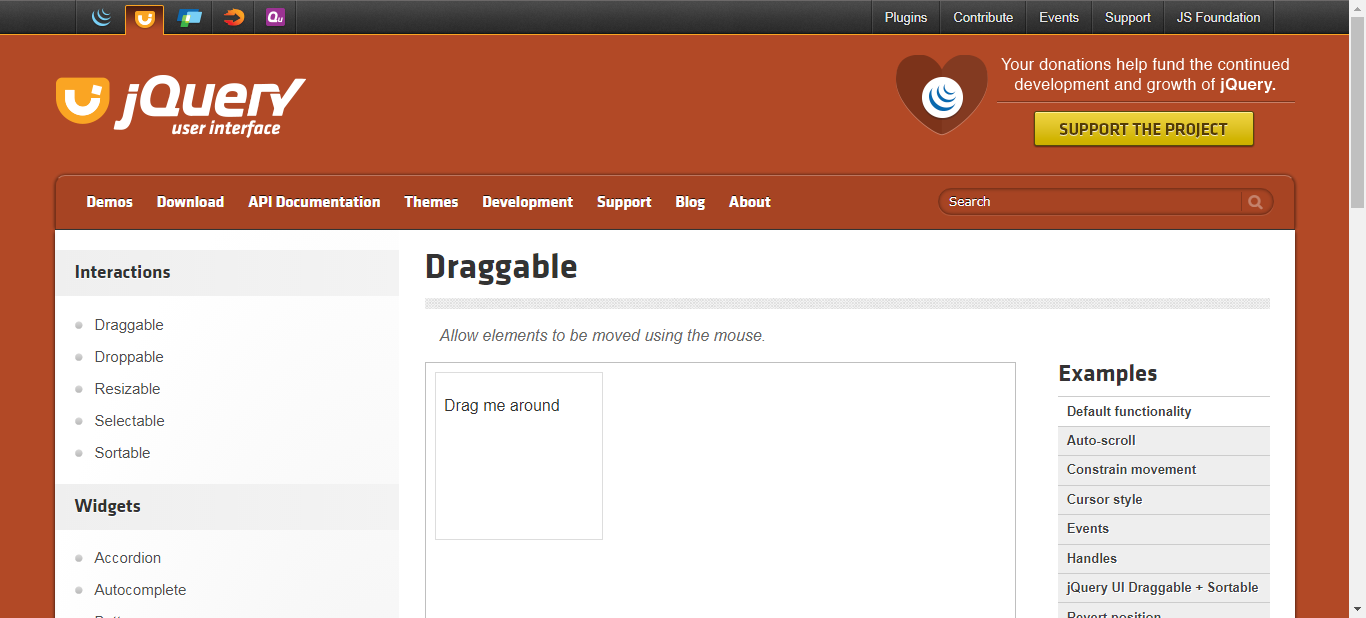 Qu
Plugins
Contribute
Events
Support
JS Foundation
jQuery
user interface
Your donations help fund the continued
development and growth of jQuery.
SUPPORT THE PROJECT
Demos
Download
API Documentation
Themes
Development
Support
Blog
About
Search
Interactions
Draggable
Droppable
Resizable
Selectable
Sortable
Widgets
Accordion
Autocomplete
Draggable
Allow elements to be moved using the mouse.
Drag me around
Examples
Default functionality
Auto-scroll
Constrain movement
Cursor style
Events
Handles
jQuery UI Draggable + Sortable
Revert position